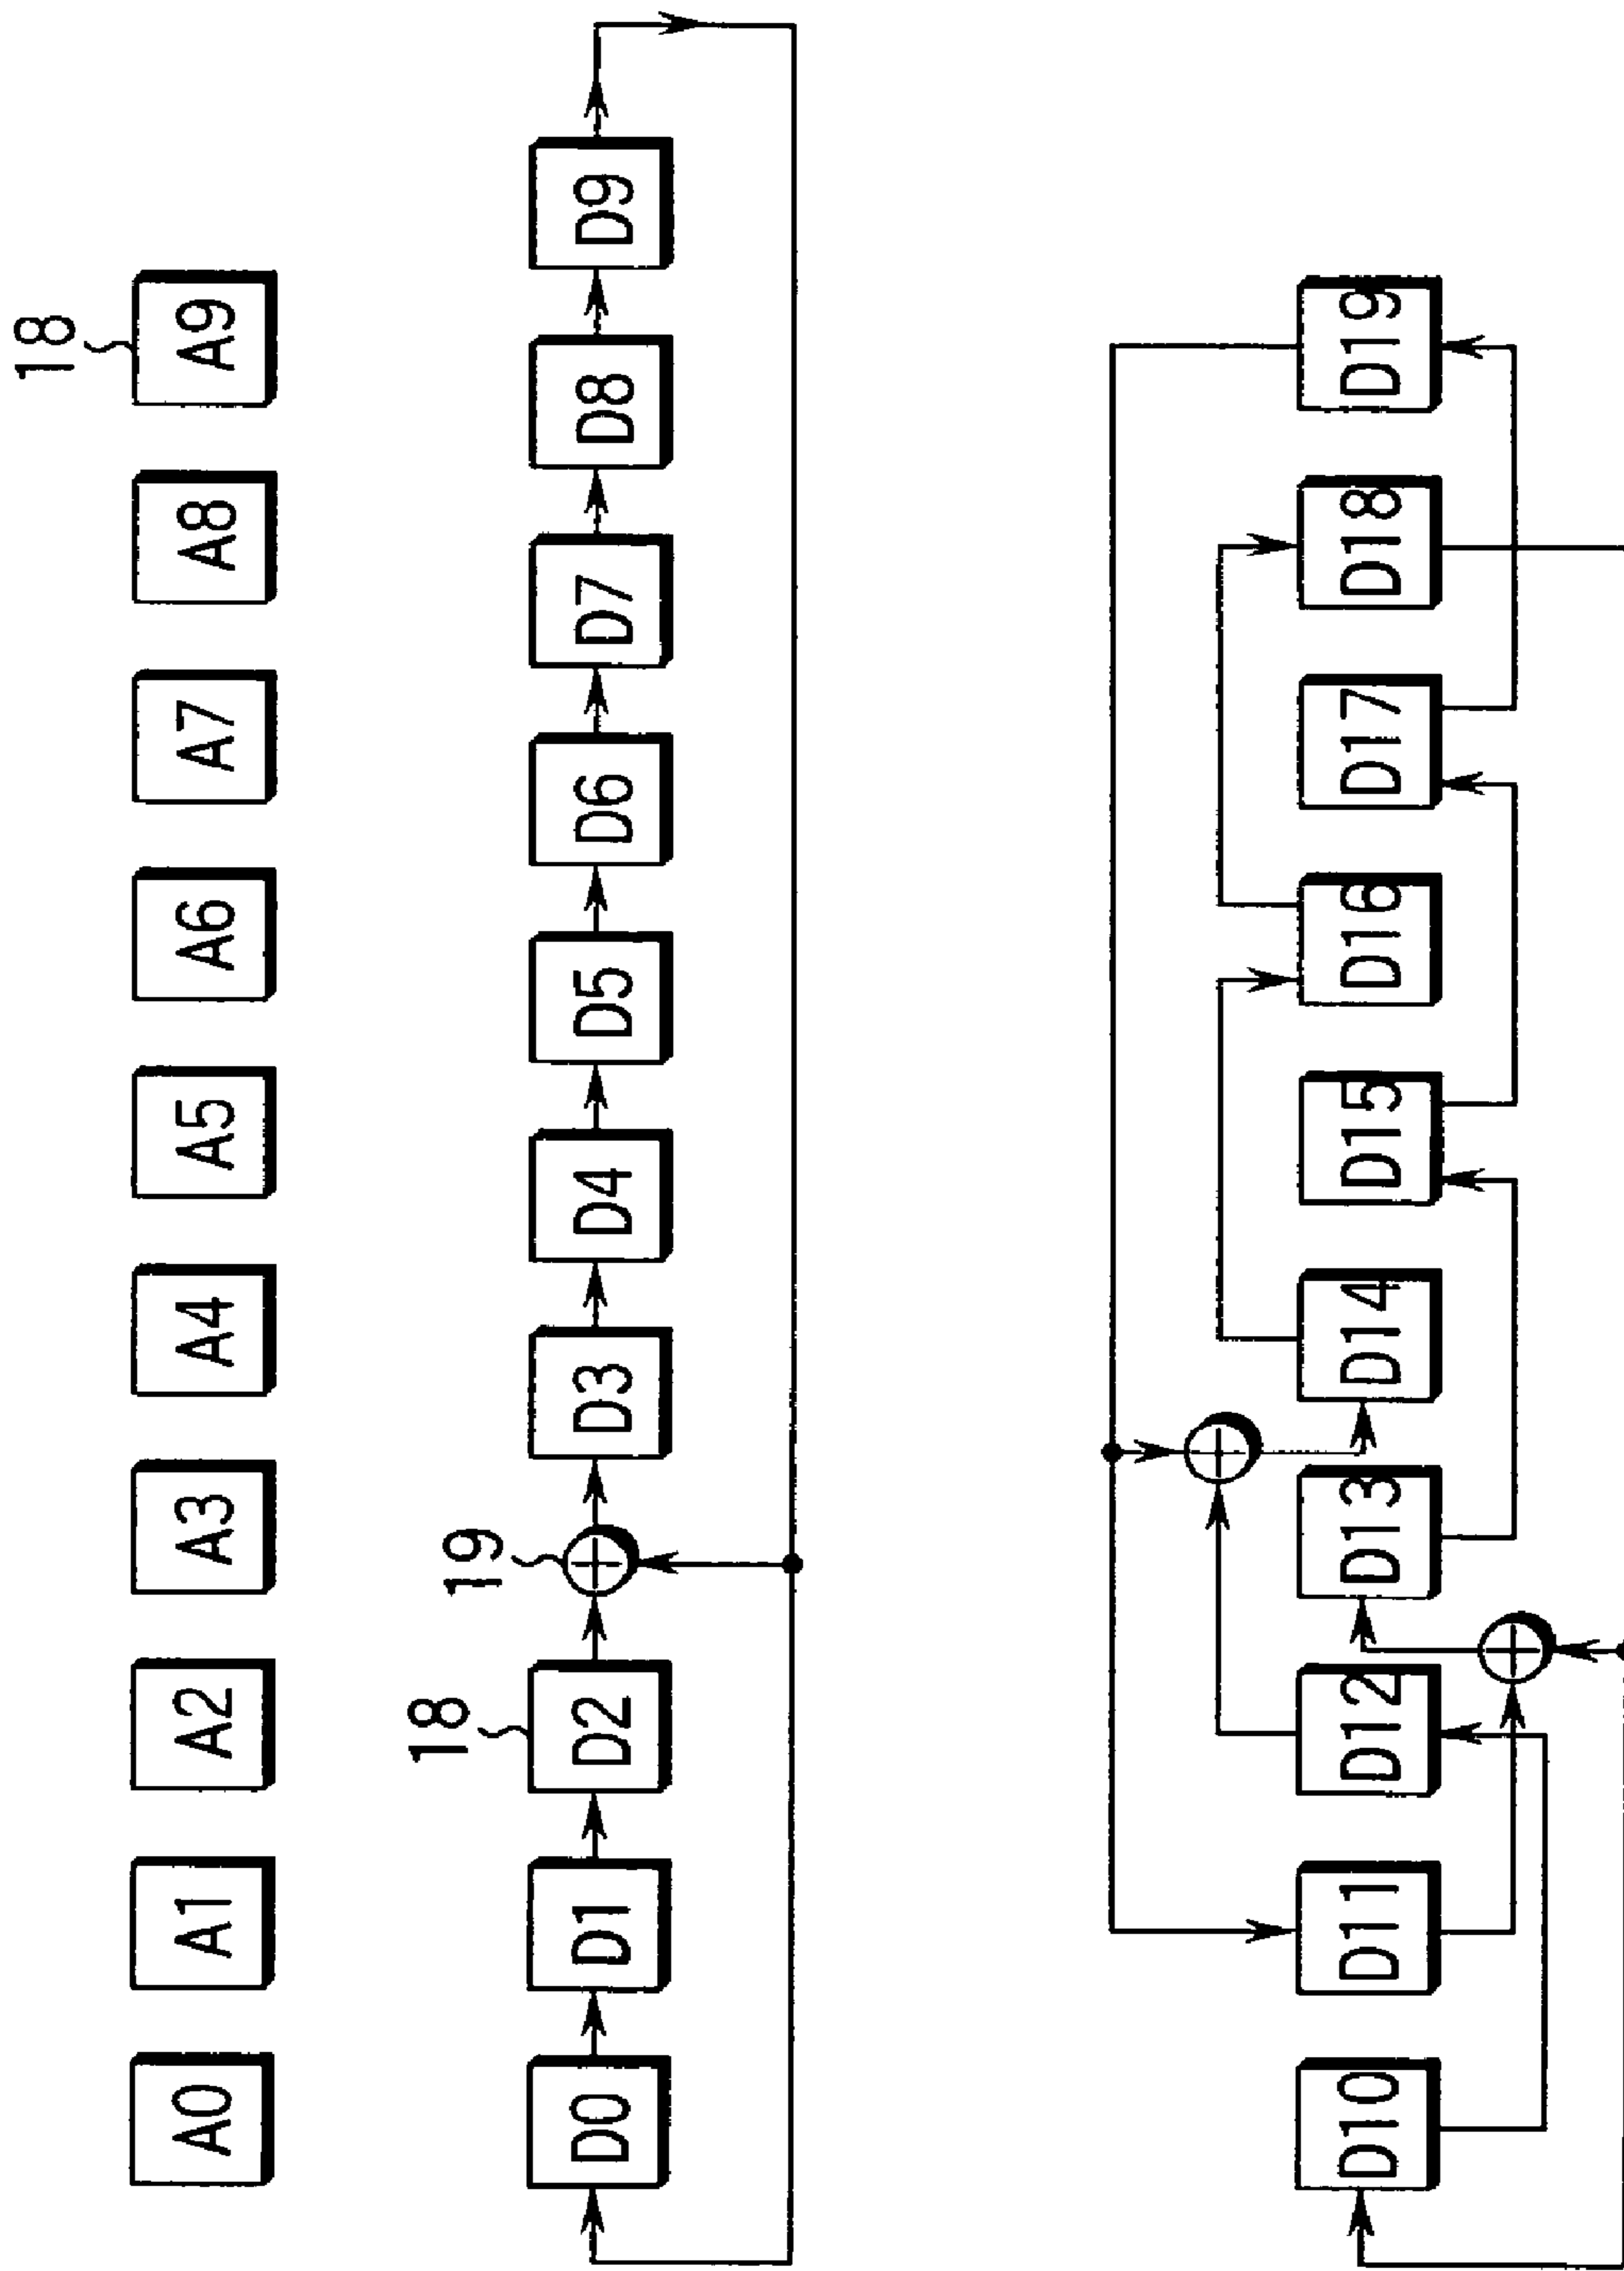 18
A0 A1 A2 A3 A4 A5 A6 A7 A8 A9
18 19
D0 D1 D2 D3 D4 D5 D6 D7 D8 D9
D10 D11 D12 D13 D14 D15 D16 D17 D18 D19